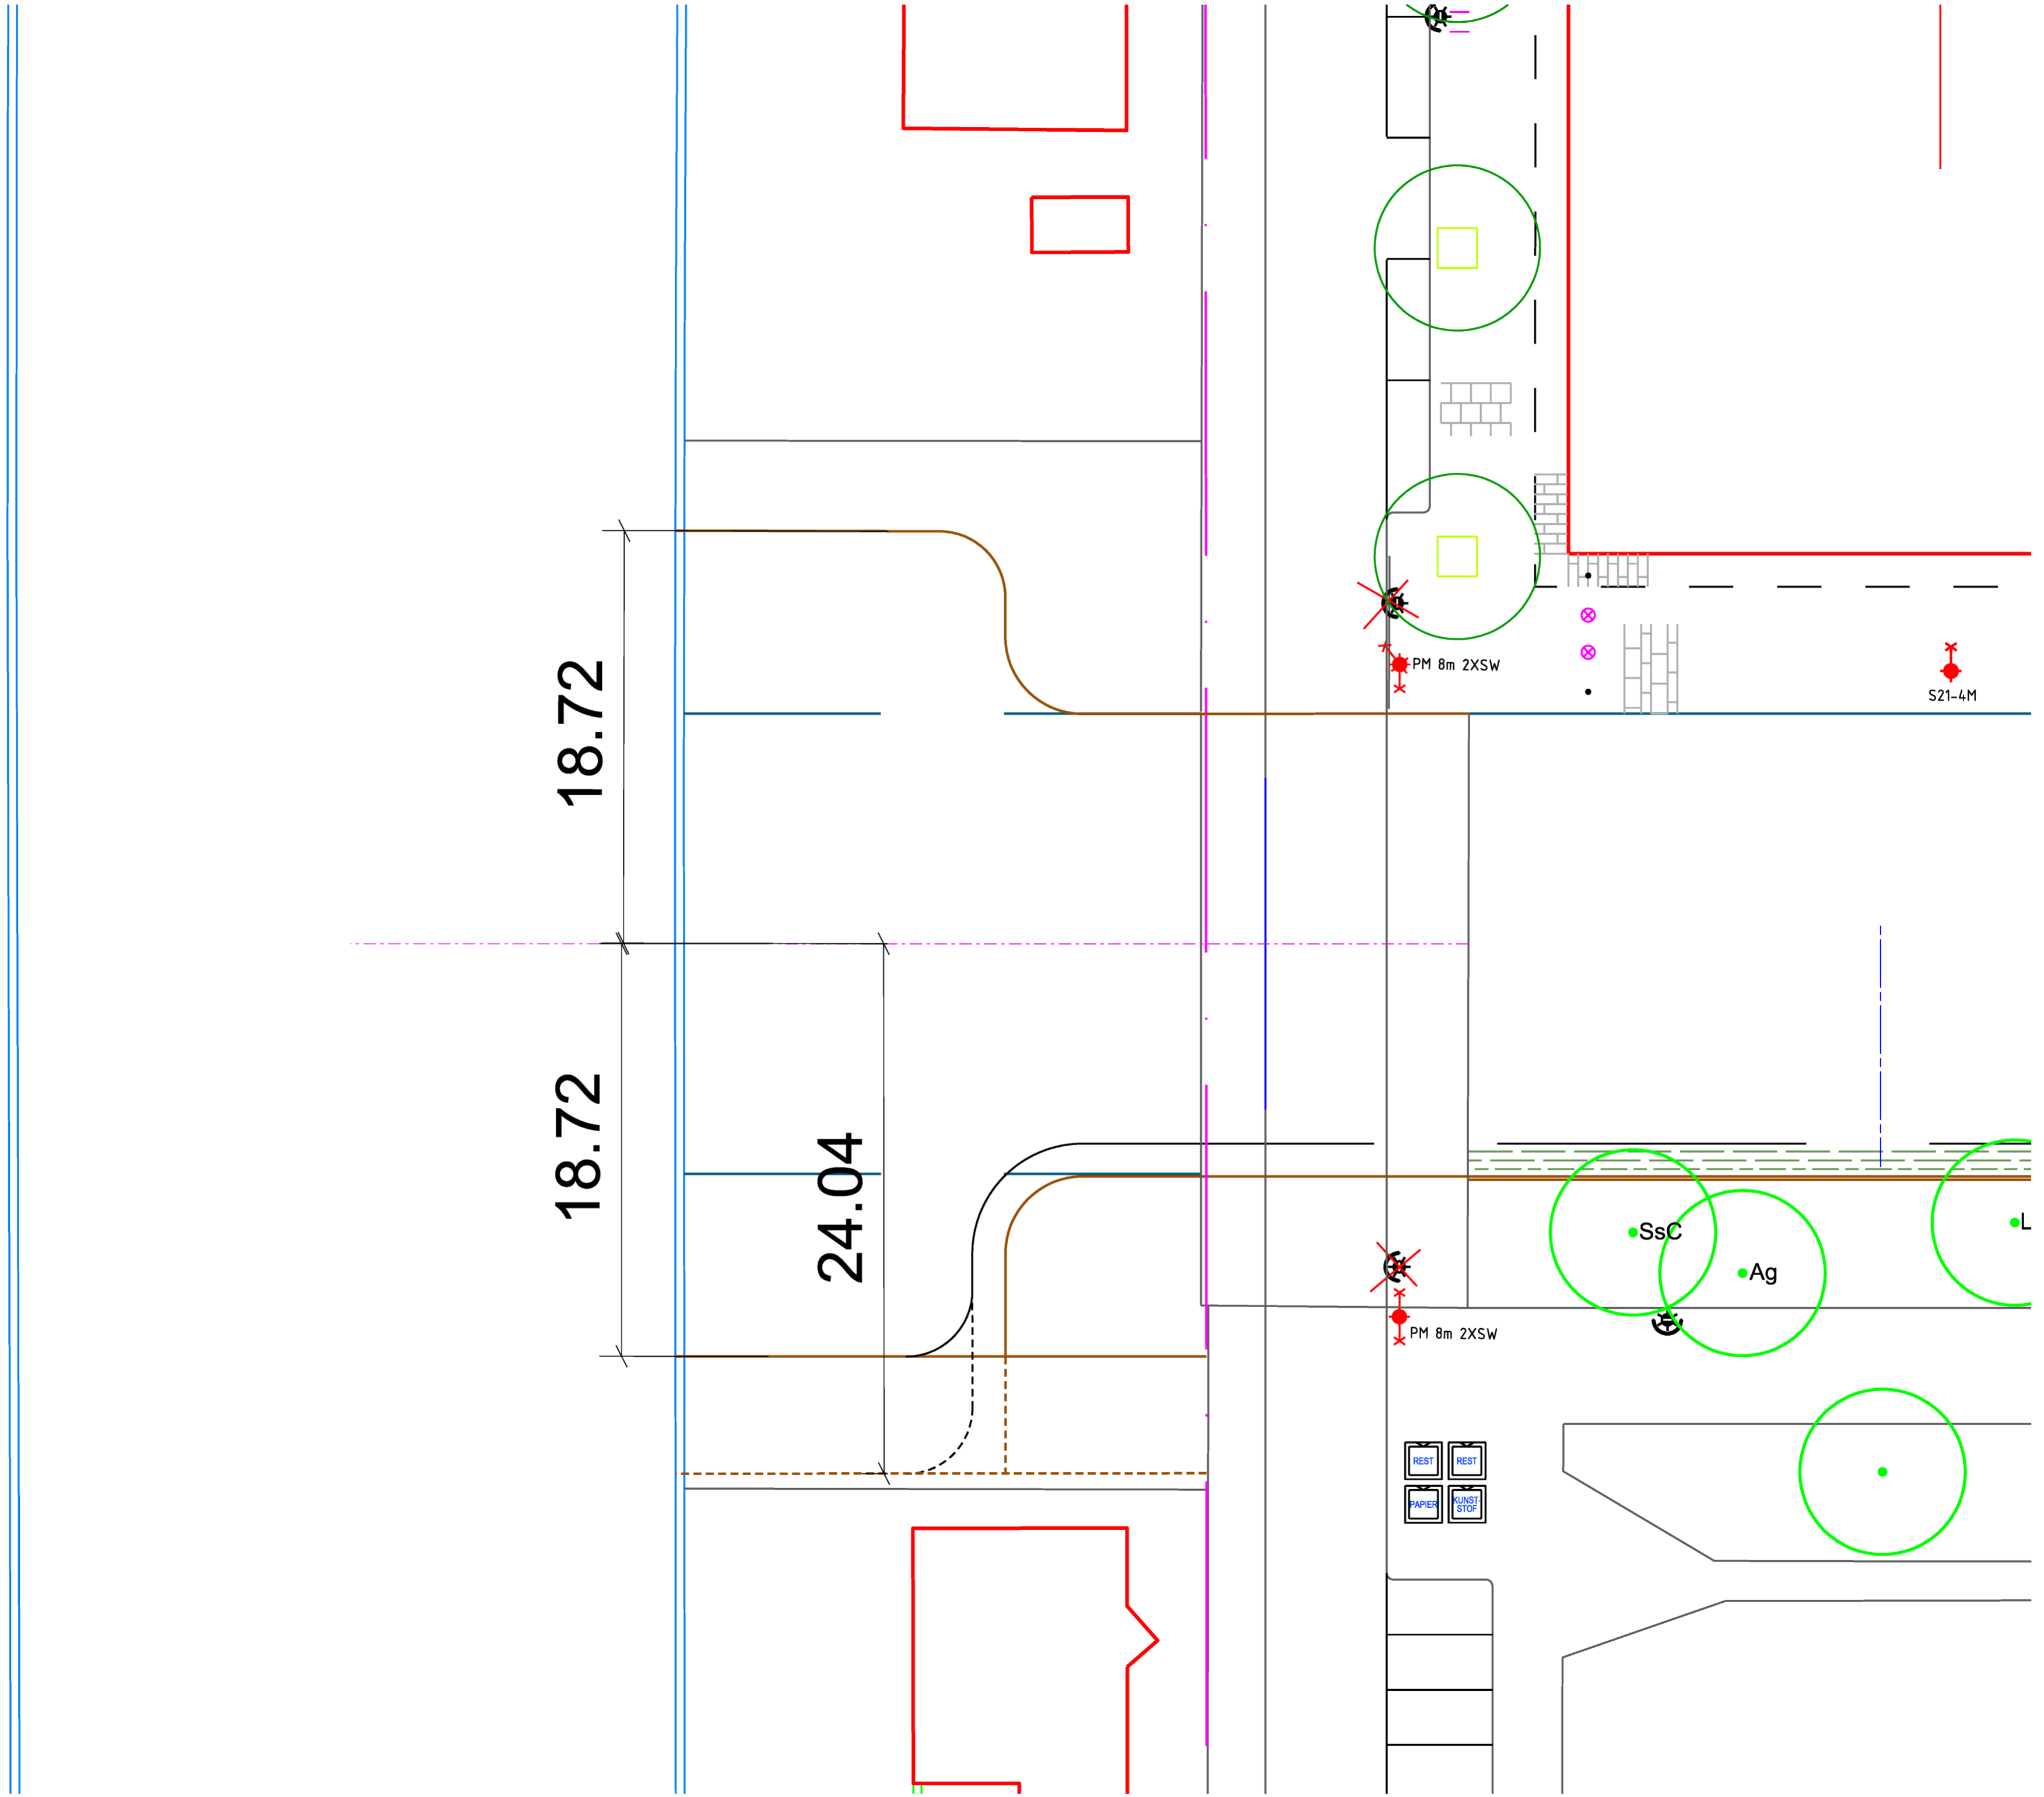 PM 8m 2XSW
S21-4M
18.72
18.72
24.04
SsC
L
Ag
PM 8m 2XSW
REST
REST
PAPIER
KUNST-
STOF